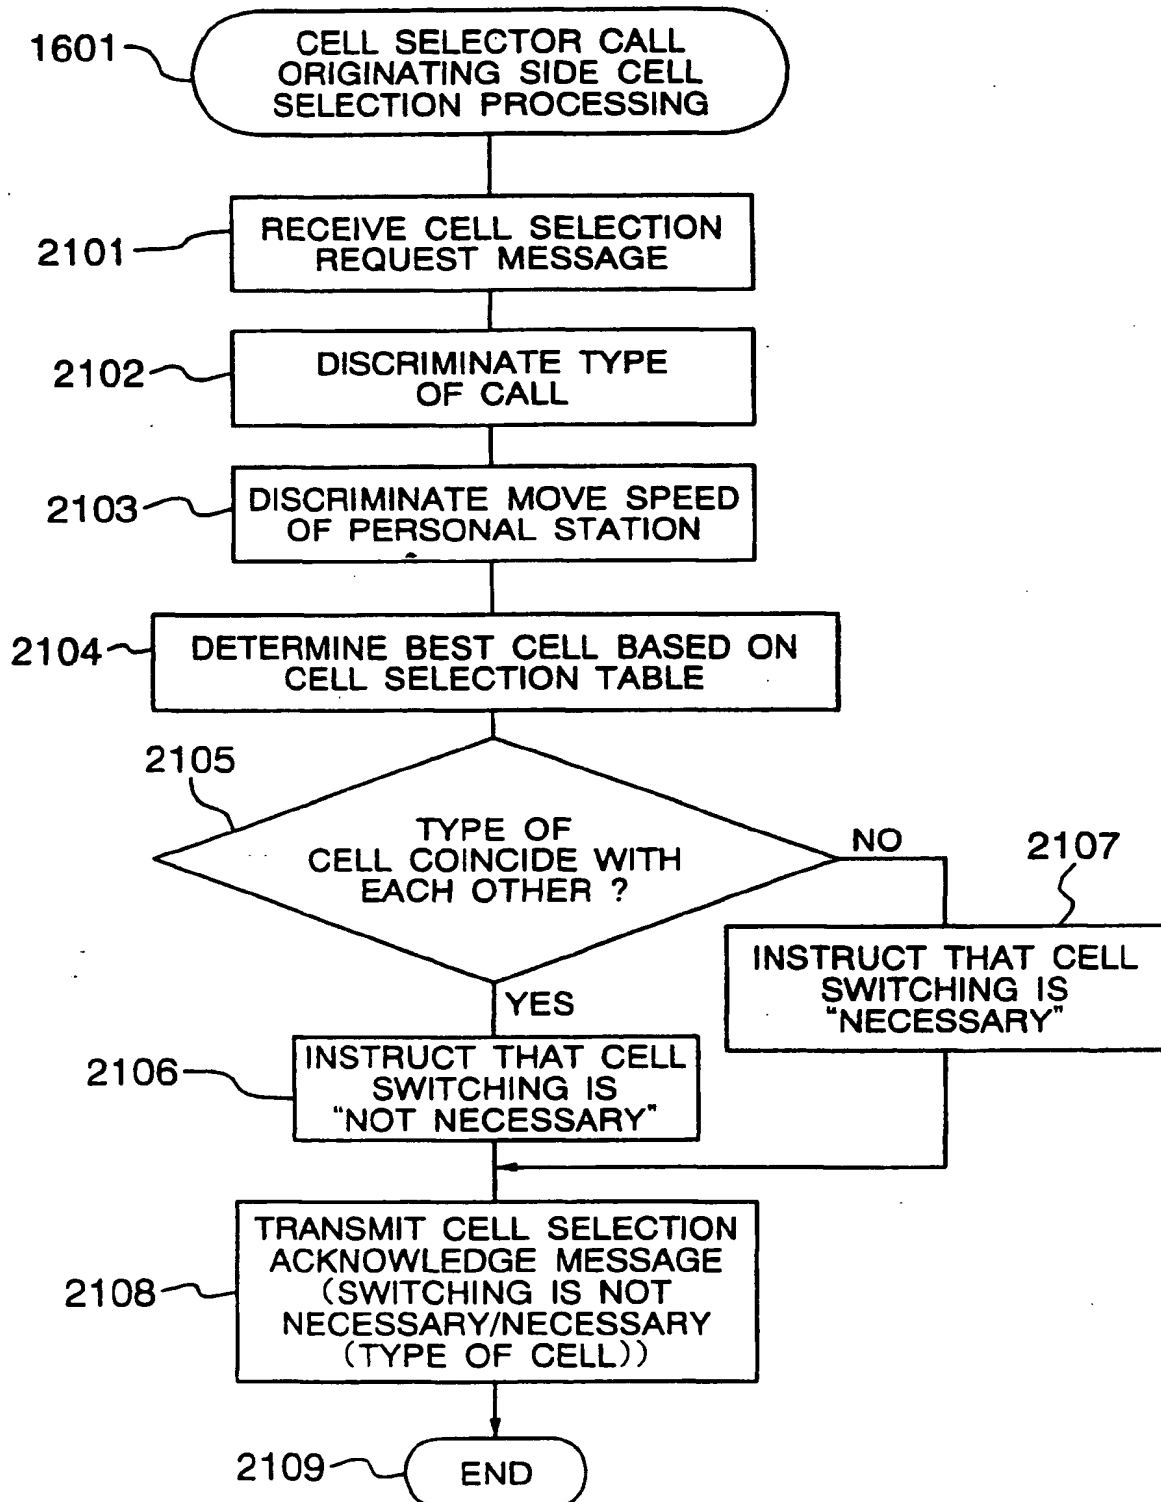 1601
CELL SELECTOR CALL
ORIGINATING SIDE CELL
SELECTION PROCESSING
2101
RECEIVE CELL SELECTION
REQUEST MESSAGE
2102
DISCRIMINATE TYPE
OF CALL
2103
DISCRIMINATE MOVE SPEED
OF PERSONAL STATION
2104
DETERMINE BEST CELL BASED ON
CELL SELECTION TABLE
2105
TYPE OF
CELL COINCIDE WITH
EACH OTHER ?
NO
2107
INSTRUCT THAT CELL
SWITCHING IS
"NECESSARY"
YES
2106
INSTRUCT THAT CELL
SWITCHING IS
"NOT NECESSARY"
2108
TRANSMIT CELL SELECTION
ACKNOWLEDGE MESSAGE
(SWITCHING IS NOT
NECESSARY/NECESSARY
(TYPE OF CELL))
2109
END